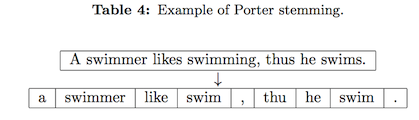 Table 4: Example of Porter stemming.
A swimmer likes swimming, thus he swims.
↓
a swimmer like swim , thu he swim .